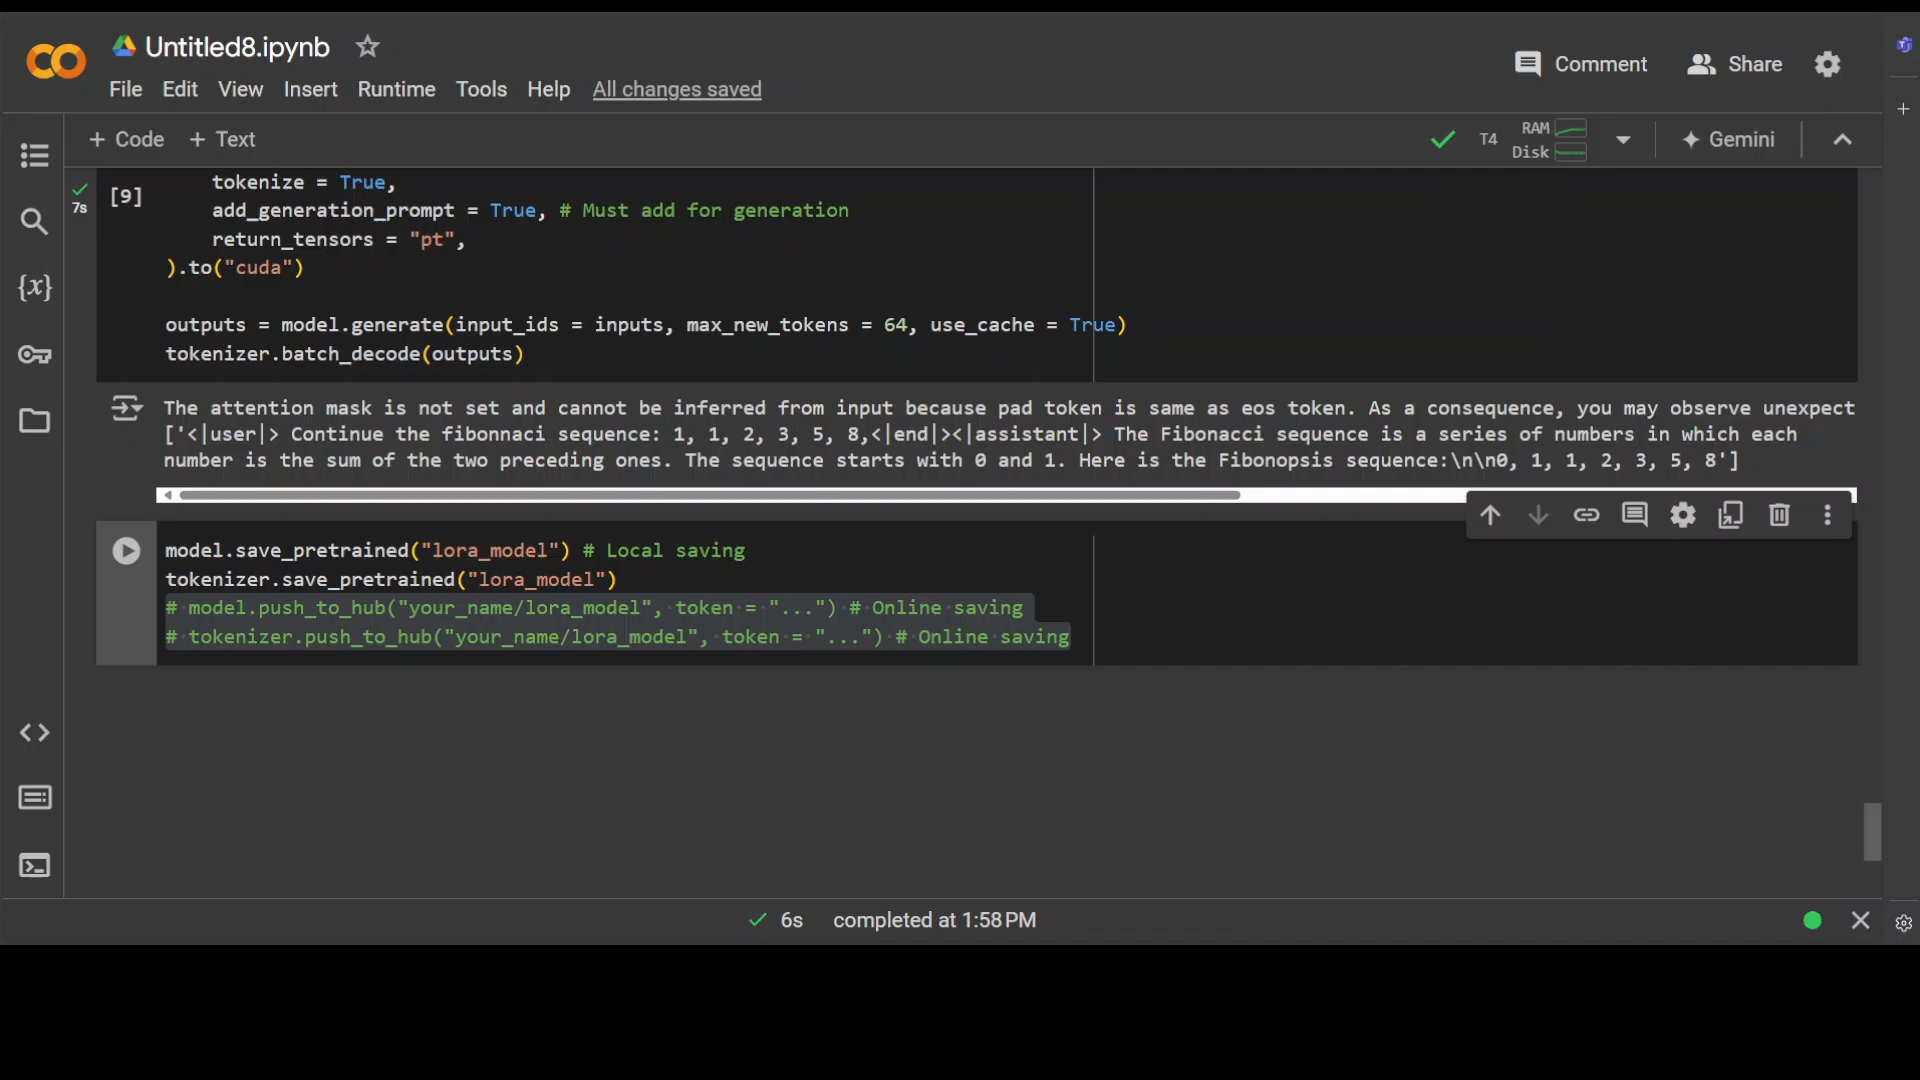 Untitled8.ipynb
Comment
Share
File Edit View Insert Runtime Tools Help All changes saved
+ Code + Text
T4
RAM
Disk
Gemini
7s
[9]
tokenize = True,
add_generation_prompt = True, # Must add for generation
return_tensors = "pt",
).to("cuda")
outputs = model.generate(input_ids = inputs, max_new_tokens = 64, use_cache = True)
tokenizer.batch_decode(outputs)
The attention mask is not set and cannot be inferred from input because pad token is same as eos token. As a consequence, you may observe unexpect
['<|user|> Continue the fibonnaci sequence: 1, 1, 2, 3, 5, 8,<|end|><|assistant|> The Fibonacci sequence is a series of numbers in which each
number is the sum of the two preceding ones. The sequence starts with 0 and 1. Here is the Fibonopsis sequence:\n\n0, 1, 1, 2, 3, 5, 8']
model.save_pretrained("lora_model") # Local saving
tokenizer.save_pretrained("lora_model")
# model.push_to_hub("your_name/lora_model", token = "...") # Online saving
# tokenizer.push_to_hub("your_name/lora_model", token = "...") # Online saving
6s completed at 1:58 PM